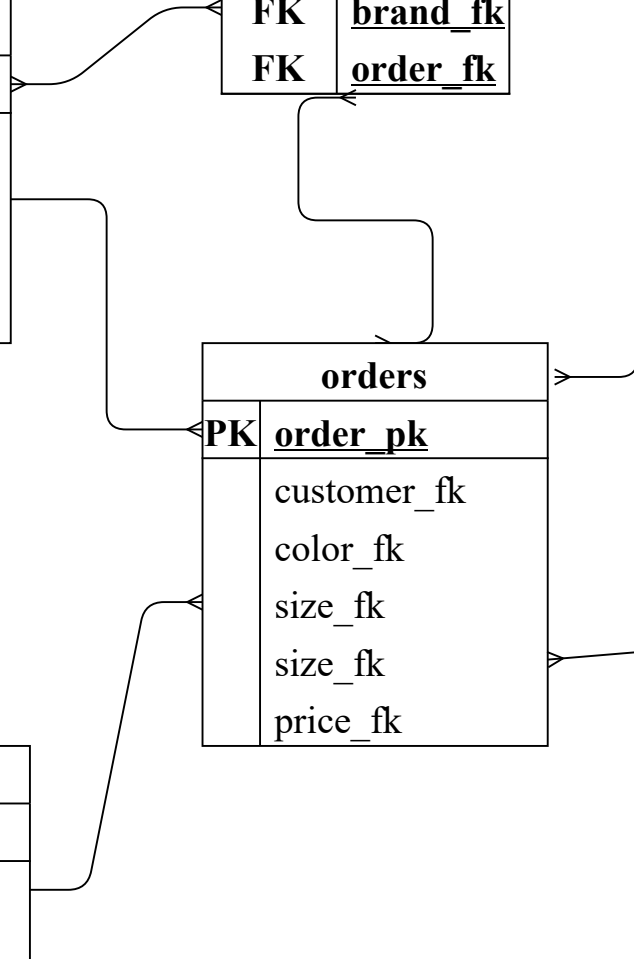 FK brand_fk
FK order_fk
orders
PK order_pk
customer_fk
color_fk
size_fk
size_fk
price_fk